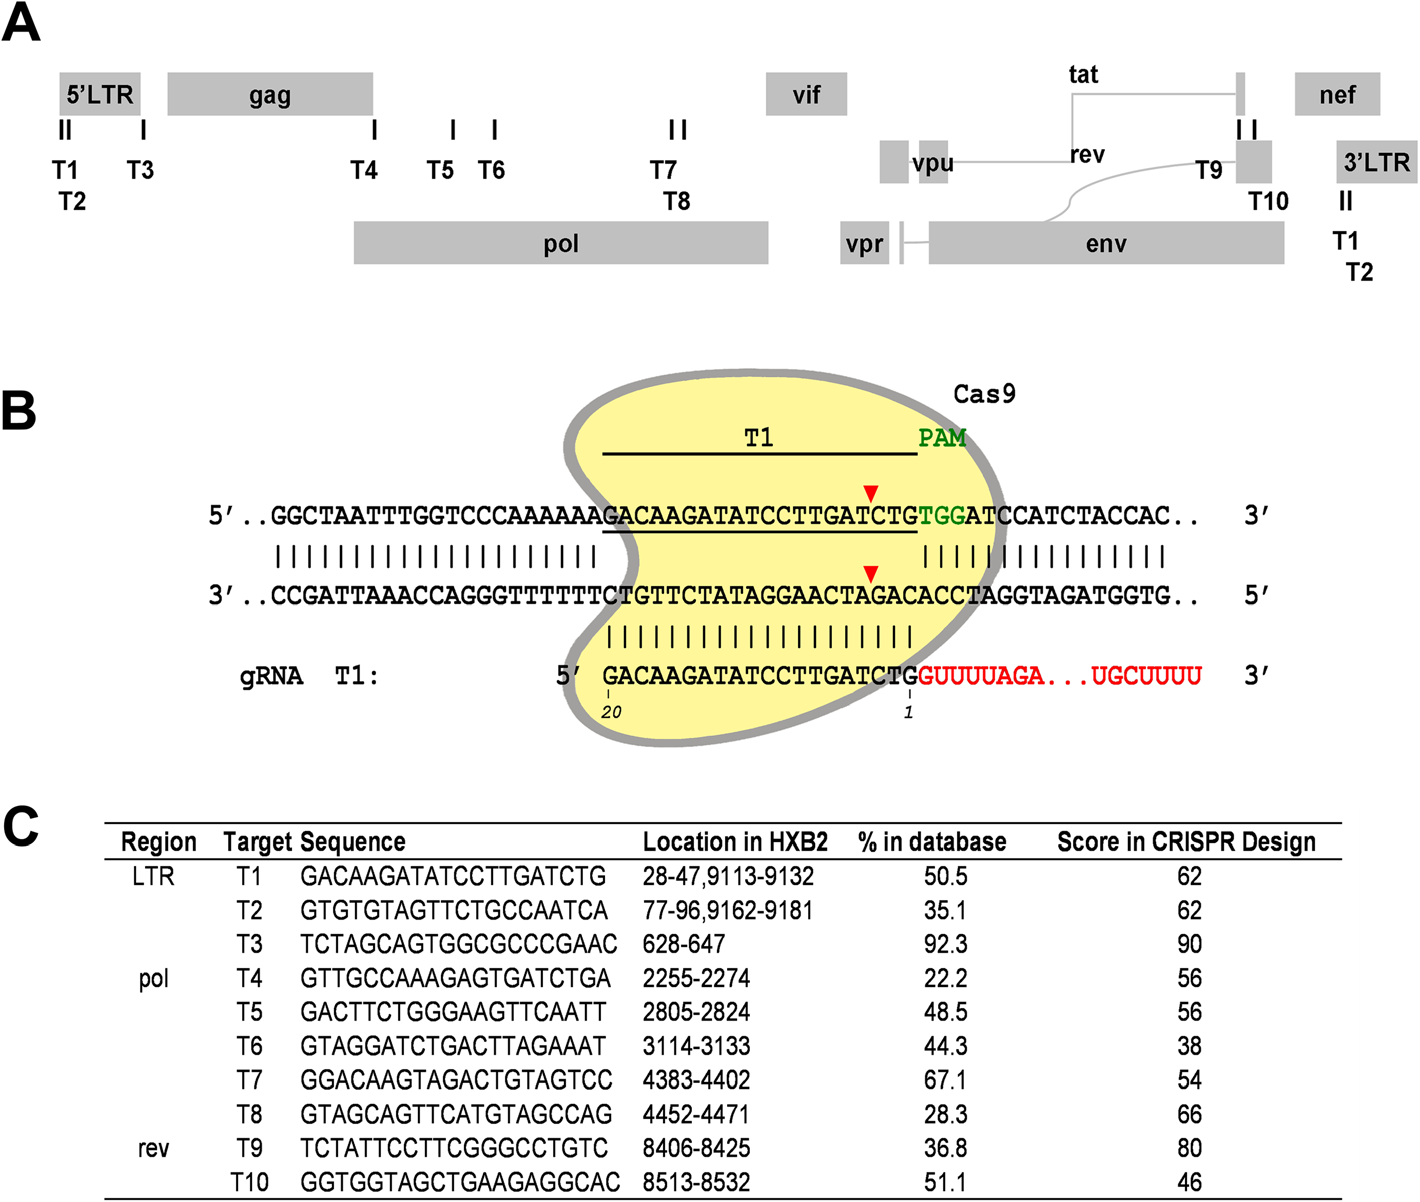 A
5'LTR gag vif tat nef
T1 T3 T4 T5 T6 T7 vpu rev T9 3'LTR
T2 T8 T10
pol vpr env T1
T2
B
Cas9
T1 PAM
5'..GGCTAATTTGGTCCCAAAAAAGACAAGATATCCTTGATCTGTGGATCCATCTACCAC.. 3'
3'..CCGATTAAACCAGGGTTTTTTCTGTTCTATAGGAACTAGACACCTAGGTAGATGGTG.. 5'
gRNA T1: 5' GACAAGATATCCTTGATCTGGUUUUAGA...UGCUUUU 3'
20 1
C
Region Target Sequence Location in HXB2 % in database Score in CRISPR Design
LTR T1 GACAAGATATCCTTGATCTG 28-47,9113-9132 50.5 62
T2 GTGTGTAGTTCTGCCAATCA 77-96,9162-9181 35.1 62
T3 TCTAGCAGTGGCGCCCGAAC 628-647 92.3 90
pol T4 GTTGCCAAAGAGTGATCTGA 2255-2274 22.2 56
T5 GACTTCTGGGAAGTTCAATT 2805-2824 48.5 56
T6 GTAGGATCTGACTTAGAAAT 3114-3133 44.3 38
T7 GGACAAGTAGACTGTAGTCC 4383-4402 67.1 54
T8 GTAGCAGTTCATGTAGCCAG 4452-4471 28.3 66
rev T9 TCTATTCCTTCGGGCCTGTC 8406-8425 36.8 80
T10 GGTGGTAGCTGAAGAGGCAC 8513-8532 51.1 46